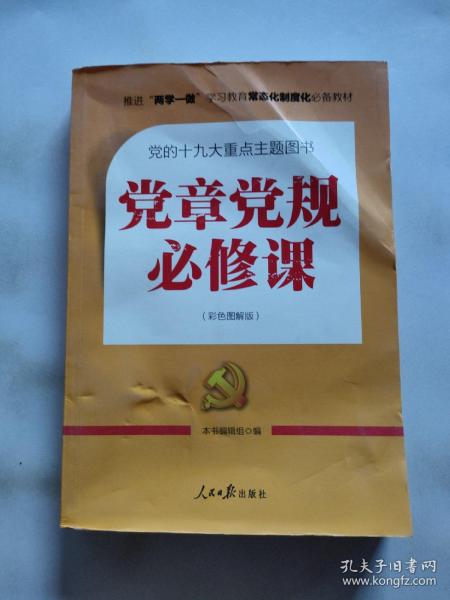 推进“两学一做”学习教育常态化制度化必备教材
党的十九大重点主题图书
党章党规
必修课
（彩色图解版）
本书编辑组◎编
人民日报出版社
孔夫子旧书网
www.kongfz.com